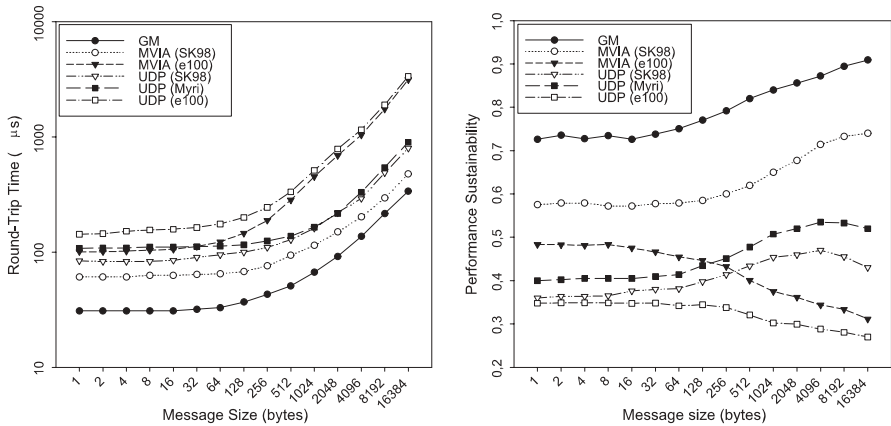 10000
1000
100
10
Round-Trip Time ( μs)
GM
MVIA (SK98)
MVIA (e100)
UDP (SK98)
UDP (Myri)
UDP (e100)
1
2
4
8
16
32
64
128
256
512
1024
2048
4096
8192
16384
Message Size (bytes)
1,0
0,9
0,8
0,7
0,6
0,5
0,4
0,3
0,2
Performance Sustainability
GM
MVIA (SK98)
MVIA (e100)
UDP (SK98)
UDP (Myri)
UDP (e100)
1
2
4
8
16
32
64
128
256
512
1024
2048
4096
8192
16384
Message size (bytes)